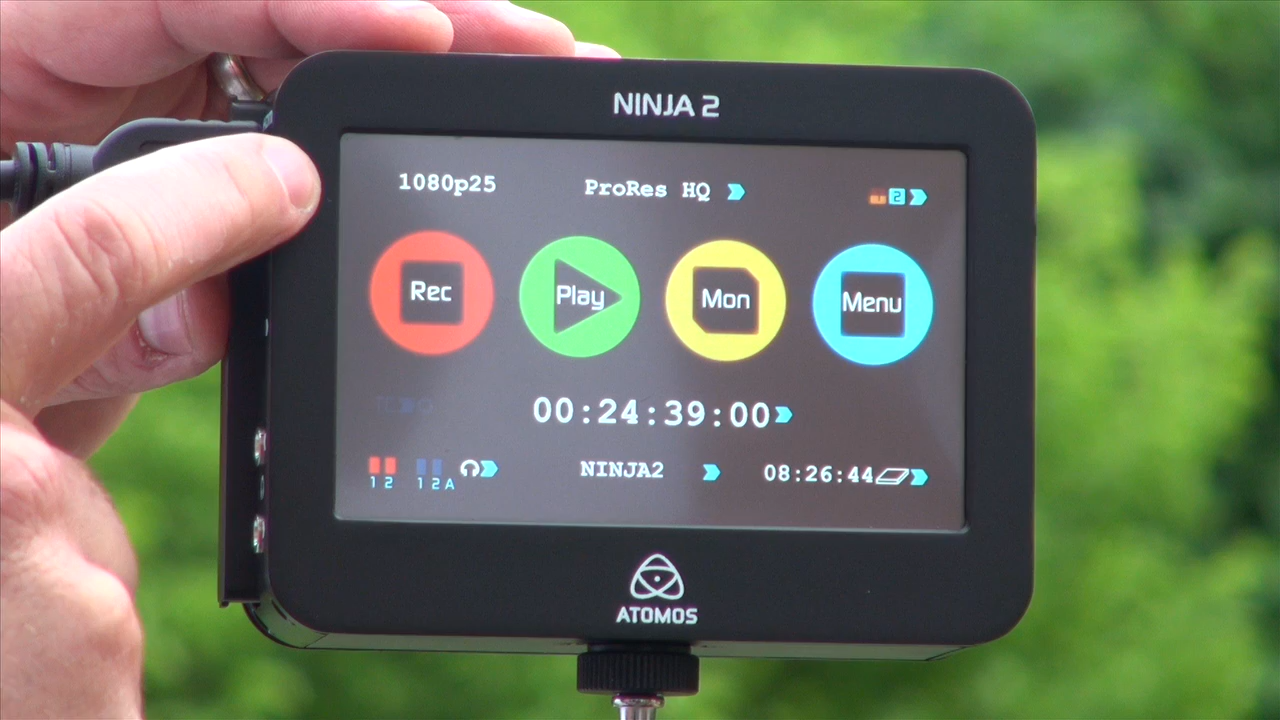 NINJA 2
1080p25 ProRes HQ 2
Rec Play Mon Menu
00:24:39:00
NINJA2 08:26:44
1 2 1 2 A
ATOMOS